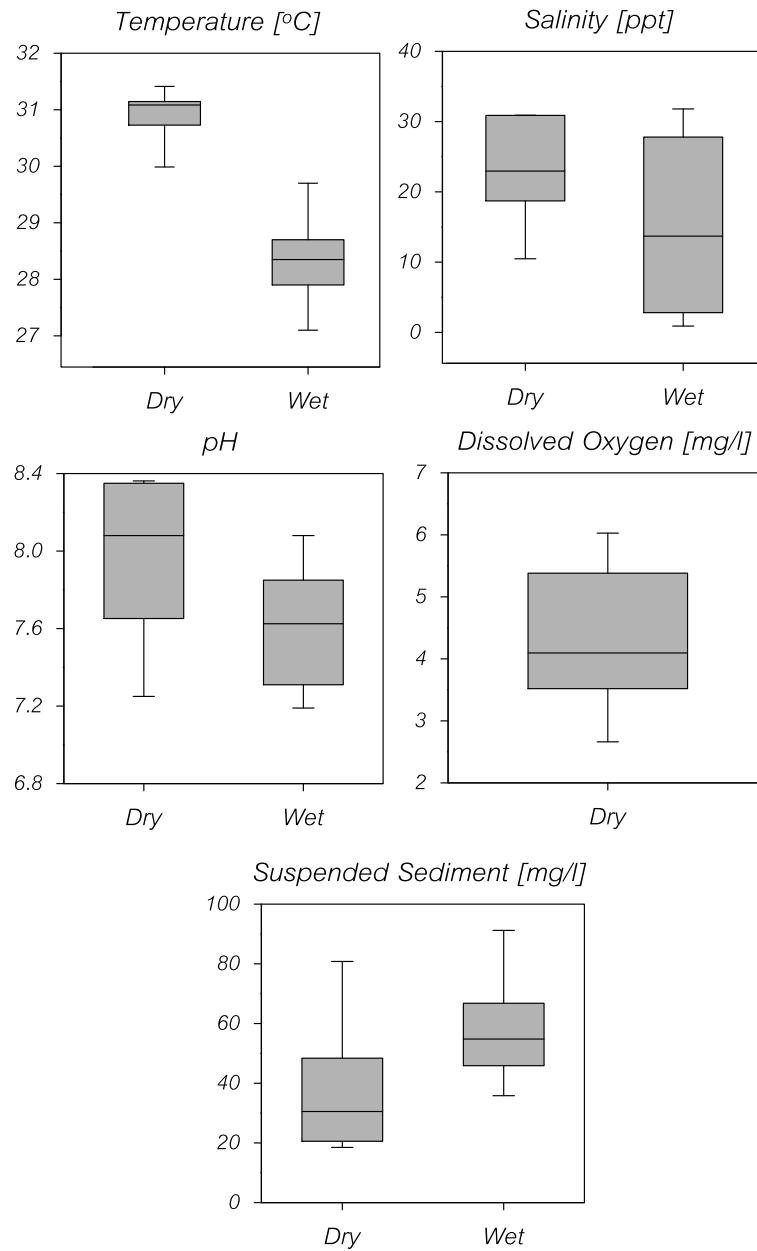 Temperature [°C]
32
31
30
29
28
27
Dry Wet
Salinity [ppt]
40
30
20
10
0
Dry Wet
pH
8.4
8.0
7.6
7.2
6.8
Dry Wet
Dissolved Oxygen [mg/l]
7
6
5
4
3
2
Dry
Suspended Sediment [mg/l]
100
80
60
40
20
0
Dry Wet